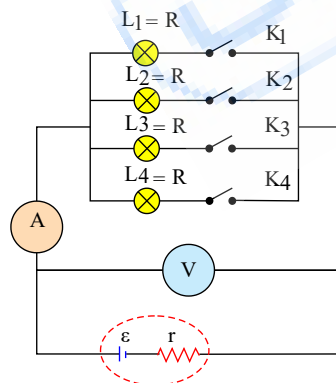 L1= R
K1
L2= R
K2
L3= R
K3
L4= R
K4
A
V
ε r